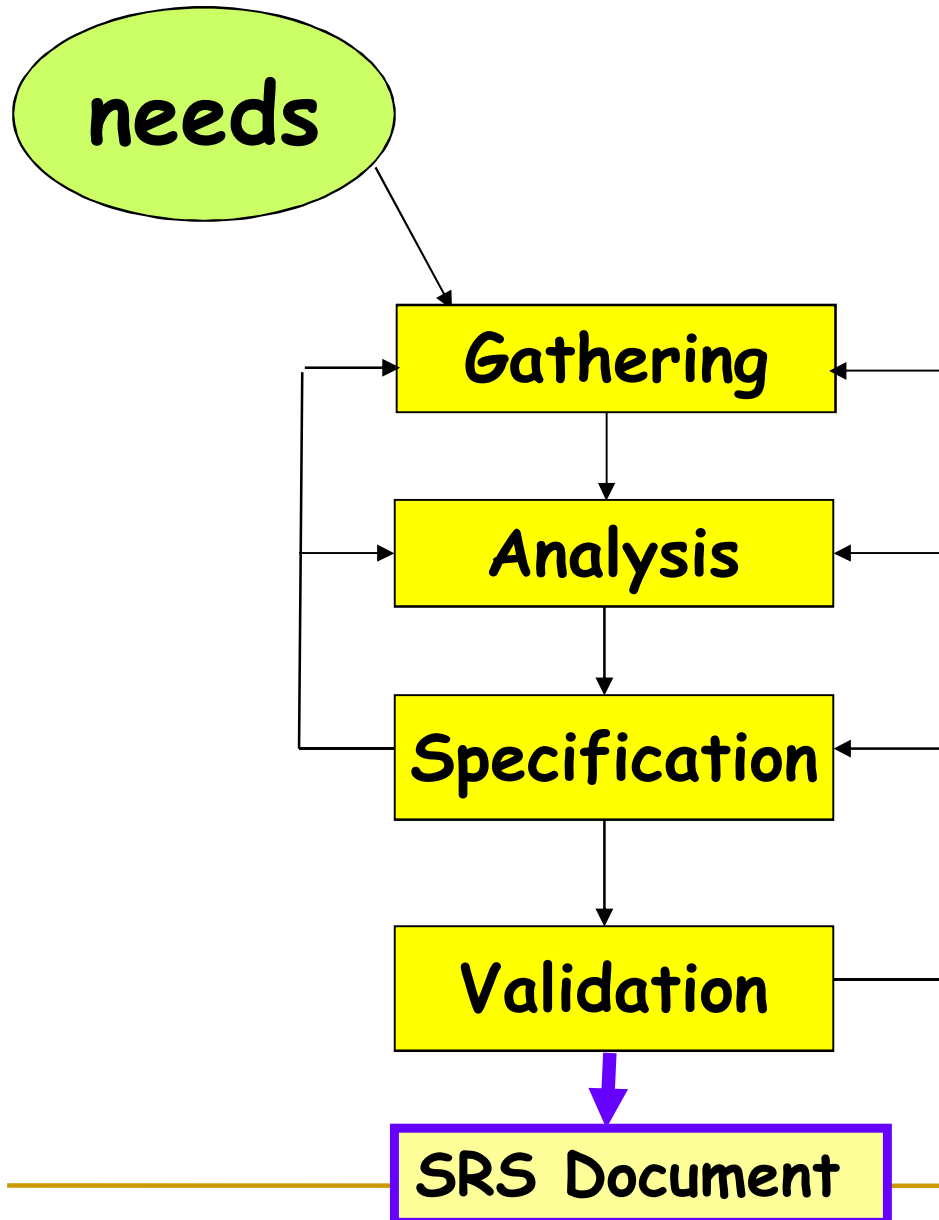 needs
Gathering
Analysis
Specification
Validation
SRS Document